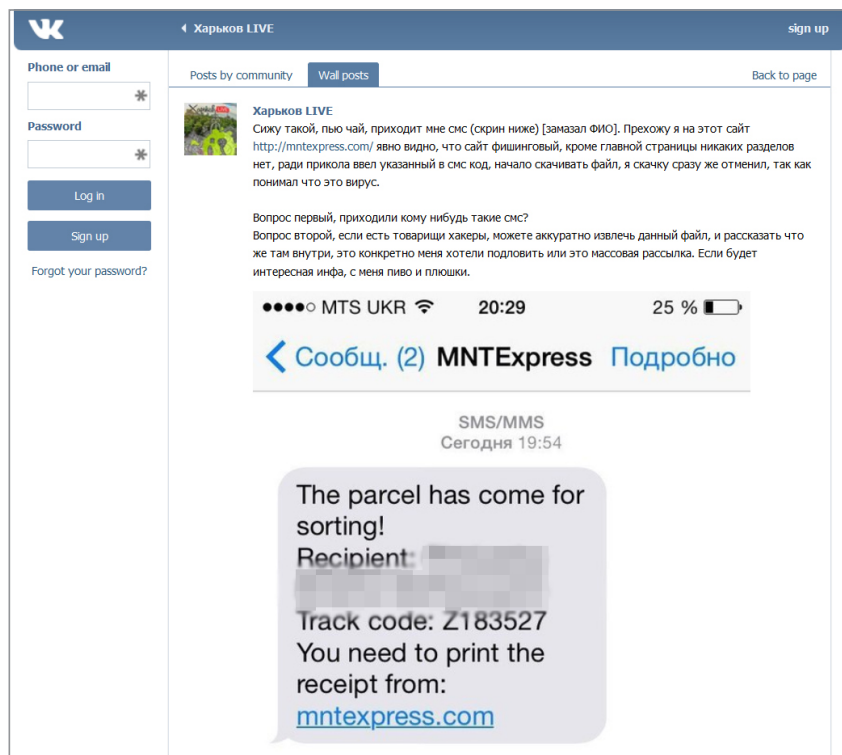 Харьков LIVE
sign up
Phone or email
Password
Log in
Sign up
Forgot your password?
Posts by community
Wall posts
Back to page
Харьков LIVE
Сижу такой, пью чай, приходит мне смс (скрин ниже) [замазал ФИО]. Прехожу я на этот сайт
http://mntexpress.com/ явно видно, что сайт фишинговый, кроме главной страницы никаких разделов
нет, ради прикола ввел указанный в смс код, начало скачивать файл, я скачку сразу же отменил, так как
понимал что это вирус.
Вопрос первый, приходили кому нибудь такие смс?
Вопрос второй, если есть товарищи хакеры, можете аккуратно извлечь данный файл, и рассказать что
же там внутри, это конкретно меня хотели подловить или это массовая рассылка. Если будет
интересная инфа, с меня пиво и плюшки.
MTS UKR 20:29 25 %
Сообщ. (2) MNTExpress Подробно
SMS/MMS
Сегодня 19:54
The parcel has come for
sorting!
Recipient:
Track code: Z183527
You need to print the
receipt from:
mntexpress.com